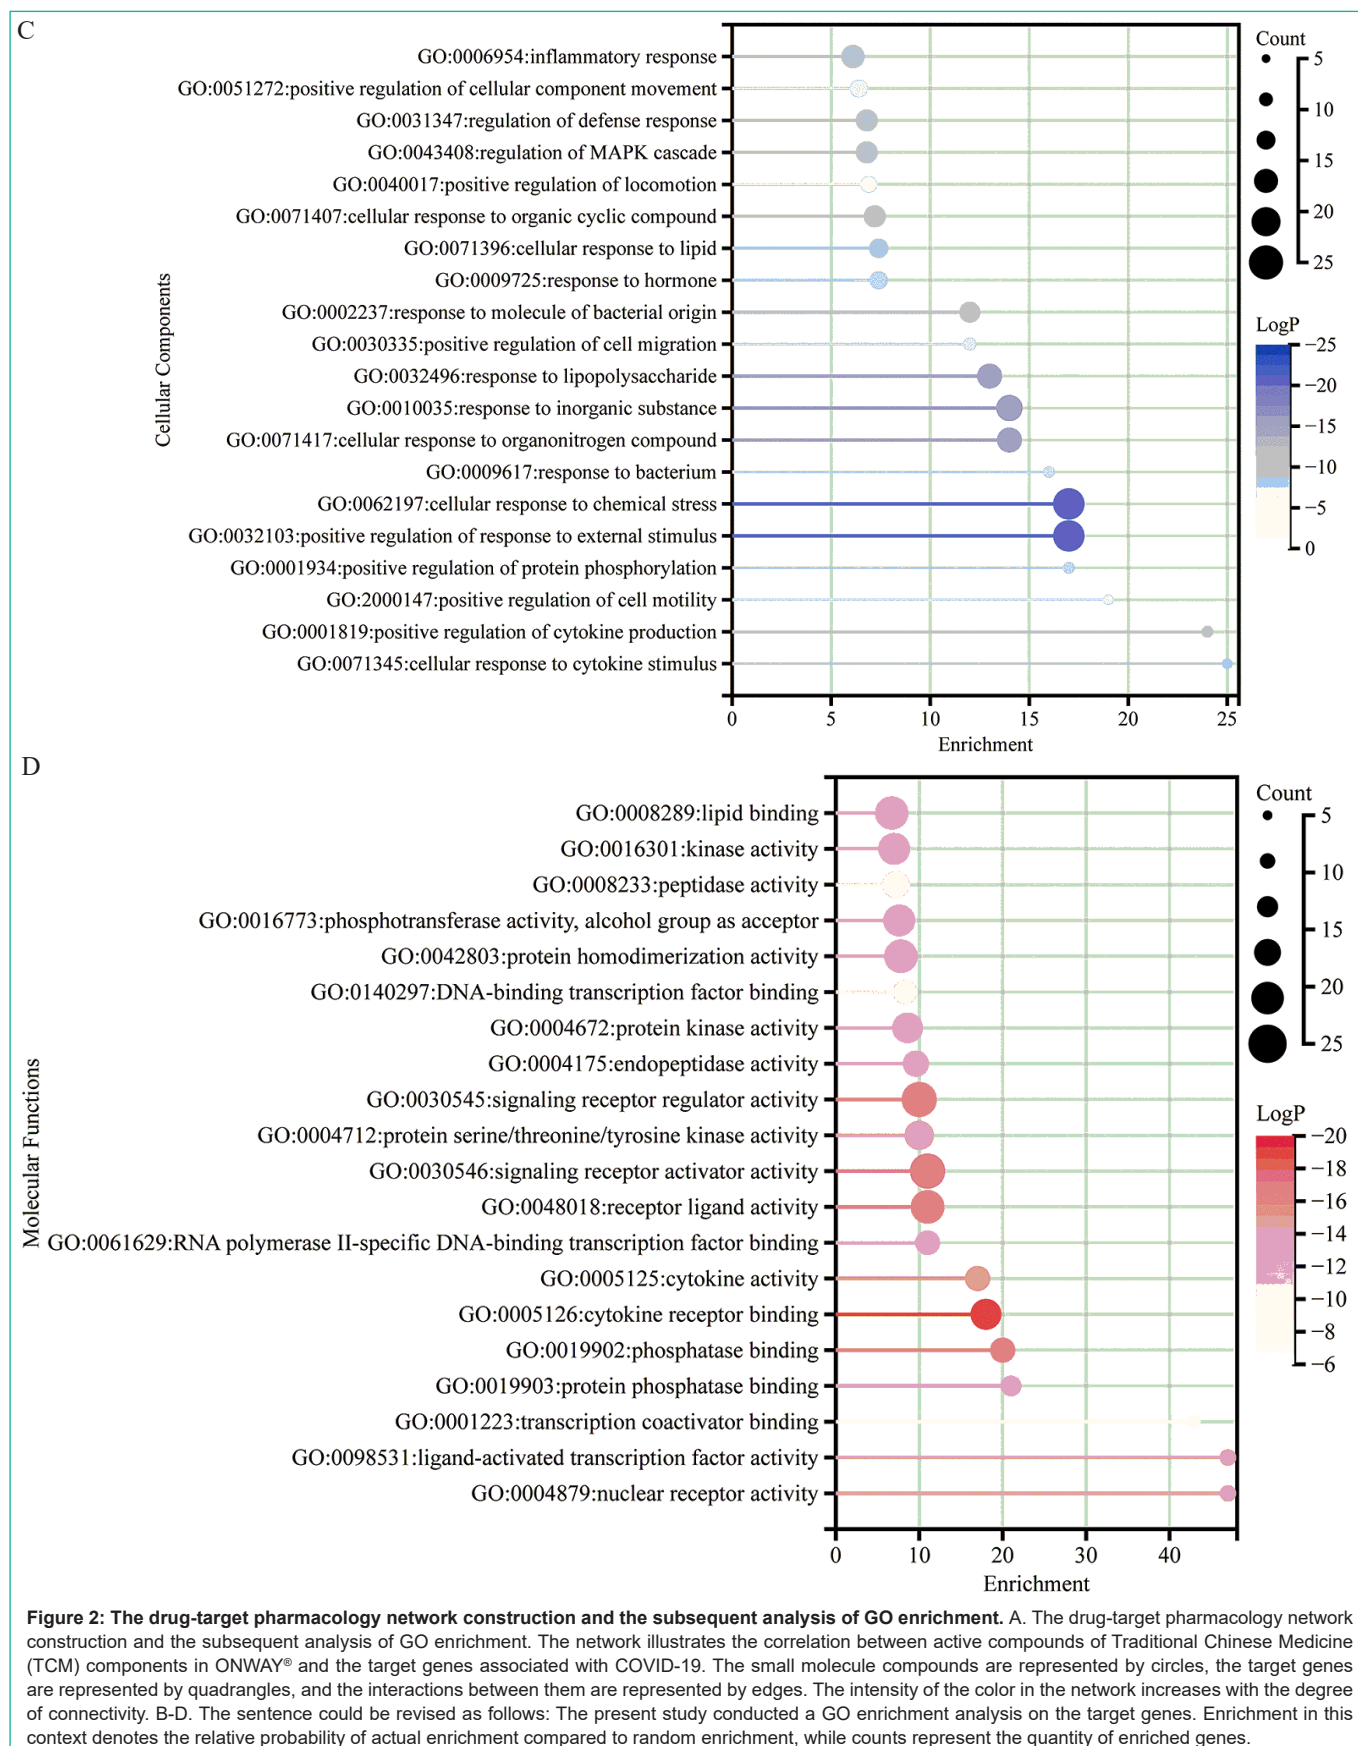 C
GO:0006954:inflammatory response
GO:0051272:positive regulation of cellular component movement
GO:0031347:regulation of defense response
GO:0043408:regulation of MAPK cascade
GO:0040017:positive regulation of locomotion
GO:0071407:cellular response to organic cyclic compound
GO:0071396:cellular response to lipid
GO:0009725:response to hormone
GO:0002237:response to molecule of bacterial origin
GO:0030335:positive regulation of cell migration
GO:0032496:response to lipopolysaccharide
GO:0010035:response to inorganic substance
GO:0071417:cellular response to organonitrogen compound
GO:0009617:response to bacterium
GO:0062197:cellular response to chemical stress
GO:0032103:positive regulation of response to external stimulus
GO:0001934:positive regulation of protein phosphorylation
GO:2000147:positive regulation of cell motility
GO:0001819:positive regulation of cytokine production
GO:0071345:cellular response to cytokine stimulus
Cellular Components
0 5 10 15 20 25
Enrichment
Count
5
10
15
20
25
LogP
−25
−20
−15
−10
−5
0
D
GO:0008289:lipid binding
GO:0016301:kinase activity
GO:0008233:peptidase activity
GO:0016773:phosphotransferase activity, alcohol group as acceptor
GO:0042803:protein homodimerization activity
GO:0140297:DNA-binding transcription factor binding
GO:0004672:protein kinase activity
GO:0004175:endopeptidase activity
GO:0030545:signaling receptor regulator activity
GO:0004712:protein serine/threonine/tyrosine kinase activity
GO:0030546:signaling receptor activator activity
GO:0048018:receptor ligand activity
GO:0061629:RNA polymerase II-specific DNA-binding transcription factor binding
GO:0005125:cytokine activity
GO:0005126:cytokine receptor binding
GO:0019902:phosphatase binding
GO:0019903:protein phosphatase binding
GO:0001223:transcription coactivator binding
GO:0098531:ligand-activated transcription factor activity
GO:0004879:nuclear receptor activity
Molecular Functions
0 10 20 30 40
Enrichment
Count
5
10
15
20
25
LogP
−20
−18
−16
−14
−12
−10
−8
−6
Figure 2: The drug-target pharmacology network construction and the subsequent analysis of GO enrichment. A. The drug-target pharmacology network
construction and the subsequent analysis of GO enrichment. The network illustrates the correlation between active compounds of Traditional Chinese Medicine
(TCM) components in ONWAY® and the target genes associated with COVID-19. The small molecule compounds are represented by circles, the target genes
are represented by quadrangles, and the interactions between them are represented by edges. The intensity of the color in the network increases with the degree
of connectivity. B-D. The sentence could be revised as follows: The present study conducted a GO enrichment analysis on the target genes. Enrichment in this
context denotes the relative probability of actual enrichment compared to random enrichment, while counts represent the quantity of enriched genes.